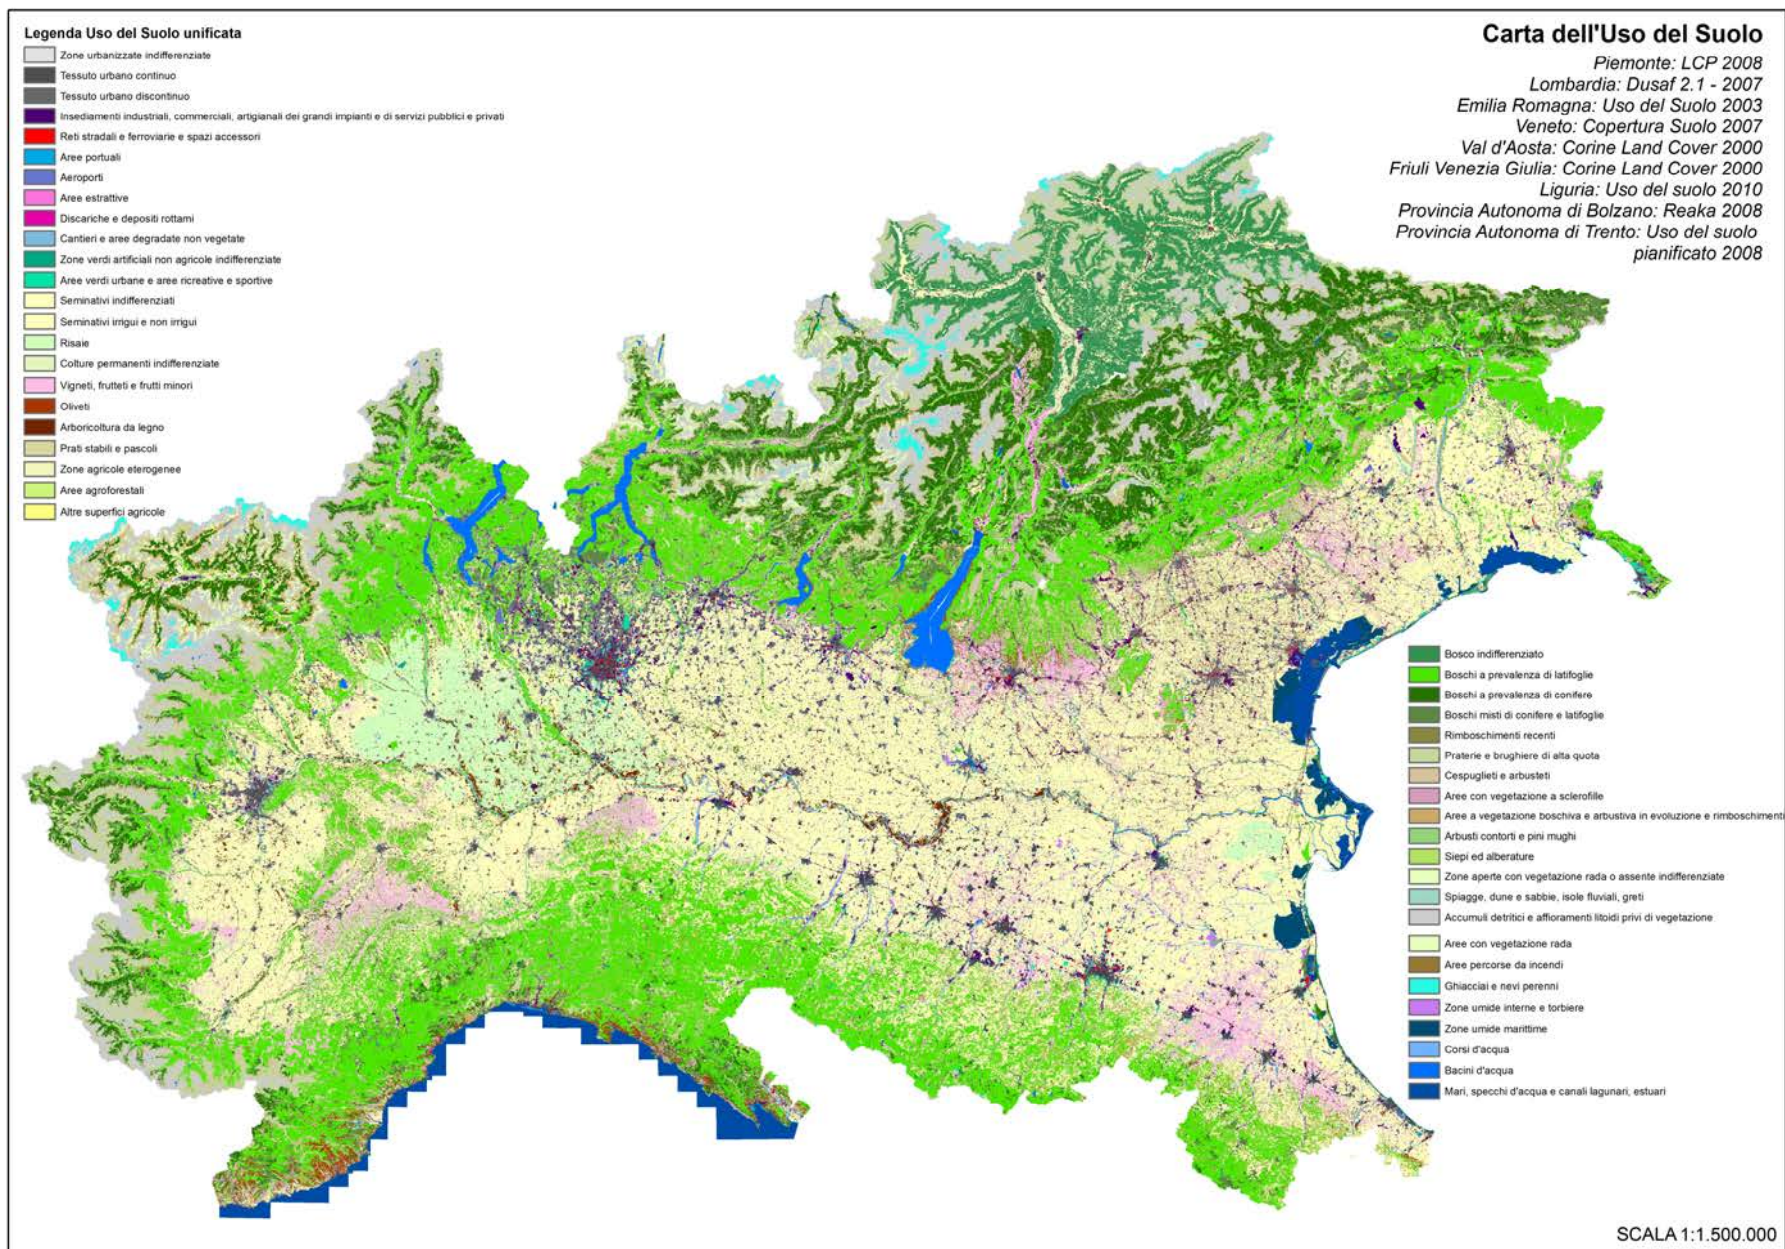 Legenda Uso del Suolo unificata
Zone urbanizzate indifferenziate
Tessuto urbano continuo
Tessuto urbano discontinuo
Insediamenti industriali, commerciali, artigianali dei grandi impianti e di servizi pubblici e privati
Reti stradali e ferroviarie e spazi accessori
Aree portuali
Aeroporti
Aree estrattive
Discariche e depositi rottami
Cantieri e aree degradate non vegetate
Zone verdi artificiali non agricole indifferenziate
Aree verdi urbane e aree ricreative e sportive
Seminativi indifferenziati
Seminativi irrigui e non irrigui
Risaie
Colture permanenti indifferenziate
Vigneti, frutteti e frutti minori
Oliveti
Arboricoltura da legno
Prati stabili e pascoli
Zone agricole eterogenee
Aree agroforestali
Altre superfici agricole
Carta dell'Uso del Suolo
Piemonte: LCP 2008
Lombardia: Dusaf 2.1 - 2007
Emilia Romagna: Uso del Suolo 2003
Veneto: Copertura Suolo 2007
Val d'Aosta: Corine Land Cover 2000
Friuli Venezia Giulia: Corine Land Cover 2000
Liguria: Uso del suolo 2010
Provincia Autonoma di Bolzano: Reaka 2008
Provincia Autonoma di Trento: Uso del suolo
pianificato 2008
Bosco indifferenziato
Boschi a prevalenza di latifoglie
Boschi a prevalenza di conifere
Boschi misti di conifere e latifoglie
Rimboschimenti recenti
Praterie e brughiere di alta quota
Cespuglieti e arbusteti
Aree con vegetazione a sclerofille
Aree a vegetazione boschiva e arbustiva in evoluzione e rimboschimenti
Arbusti contorti e pini mughi
Siepi ed alberature
Zone aperte con vegetazione rada o assente indifferenziate
Spiagge, dune e sabbie, isole fluviali, greti
Accumuli detritici e affioramenti litoidi privi di vegetazione
Aree con vegetazione rada
Aree percorse da incendi
Ghiacciai e nevi perenni
Zone umide interne e torbiere
Zone umide marittime
Corsi d'acqua
Bacini d'acqua
Mari, specchi d'acqua e canali lagunari, estuari
SCALA 1:1.500.000